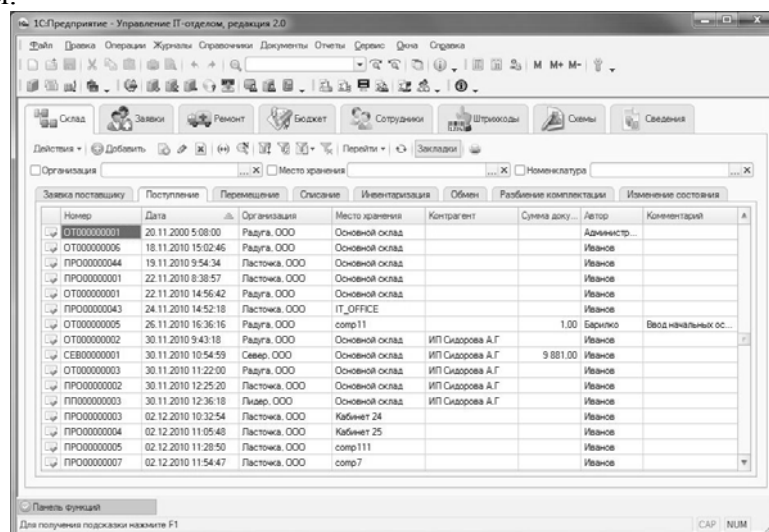 1С:Предприятие - Управление IT-отделом, редакция 2.0
Файл Правка Операции Журналы Справочники Документы Отчеты Сервис Окна Справка
M M+ M-
Склад Заявки Ремонт Бюджет Сотрудники Штрихкоды Схемы Сведения
Действия Добавить Перейти Закладки
Организация ... X Место хранения ... X Номенклатура ... X
Заявка поставщику Поступление Перемещение Списание Инвентаризация Обмен Разбиение комплектации Изменение состояния
Номер Дата Организация Место хранения Контрагент Сумма доку... Автор Комментарий
ОТ000000001 20.11.2000 5:08:00 Радуга, ООО Основной склад Администр...
ОТ000000006 18.11.2010 15:02:46 Радуга, ООО Основной склад Иванов
ПРО00000044 19.11.2010 9:54:34 Ласточка, ООО Основной склад Иванов
ПРО00000001 22.11.2010 8:38:57 Ласточка, ООО Основной склад Иванов
ОТ000000001 22.11.2010 14:56:42 Радуга, ООО Основной склад Иванов
ПРО00000043 24.11.2010 14:52:18 Ласточка, ООО IT_OFFICE Иванов
ОТ000000005 26.11.2010 16:36:16 Радуга, ООО comp11 1,00 Барилко Ввод начальных ос...
ОТ000000002 30.11.2010 9:43:18 Радуга, ООО Основной склад ИП Сидорова А.Г Иванов
СЕВ00000001 30.11.2010 10:54:59 Север, ООО Основной склад ИП Сидорова А.Г 9 881,00 Иванов
ОТ000000003 30.11.2010 11:22:00 Радуга, ООО Основной склад ИП Сидорова А.Г Иванов
ПРО00000002 30.11.2010 12:25:20 Ласточка, ООО Основной склад ИП Сидорова А.Г Иванов
ПП000000003 30.11.2010 12:36:18 Лидер, ООО Основной склад ИП Сидорова А.Г Иванов
ПРО00000003 02.12.2010 10:32:54 Ласточка, ООО Кабинет 24 Иванов
ПРО00000004 02.12.2010 11:05:48 Ласточка, ООО Кабинет 25 Иванов
ПРО00000005 02.12.2010 11:28:50 Ласточка, ООО comp111 Иванов
ПРО00000007 02.12.2010 11:54:47 Ласточка, ООО comp7 Иванов
Панель функций
Для получения подсказки нажмите F1 CAP NUM